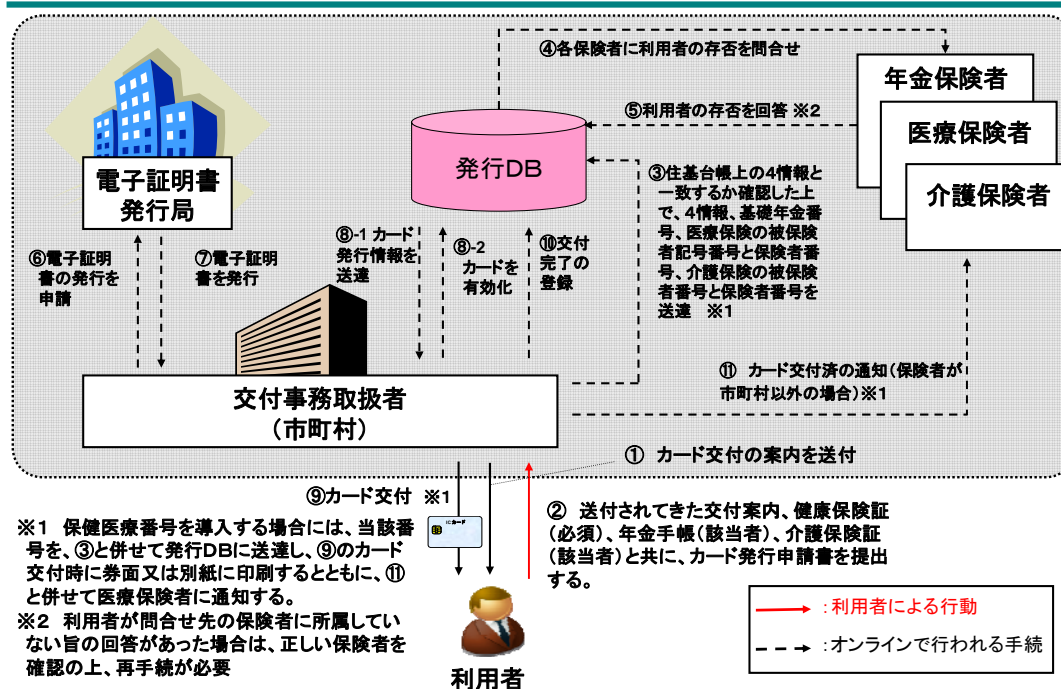 ④各保険者に利用者の存否を問合せ
年金保険者
医療保険者
介護保険者
⑤利用者の存否を回答 ※2
発行DB
電子証明書
発行局
③住基台帳上の4情報と
一致するか確認した上
で、4情報、基礎年金番
号、医療保険の被保険
者記号番号と保険者番
号、介護保険の被保険
者番号と保険者番号を
送達 ※1
⑥電子証明
書の発行を
申請
⑦電子証明
書を発行
⑧-1 カード
発行情報を
送達
⑧-2
カードを
有効化
⑩交付
完了の
登録
⑪ カード交付済の通知(保険者が
市町村以外の場合)※1
交付事務取扱者
(市町村)
① カード交付の案内を送付
⑨カード交付 ※1
ICカード
② 送付されてきた交付案内、健康保険証
(必須)、年金手帳(該当者)、介護保険証
(該当者)と共に、カード発行申請書を提出
する。
※1 保健医療番号を導入する場合には、当該番
号を、③と併せて発行DBに送達し、⑨のカード
交付時に券面又は別紙に印刷するとともに、⑪
と併せて医療保険者に通知する。
※2 利用者が問合せ先の保険者に所属してい
ない旨の回答があった場合は、正しい保険者を
確認の上、再手続が必要
利用者
:利用者による行動
:オンラインで行われる手続